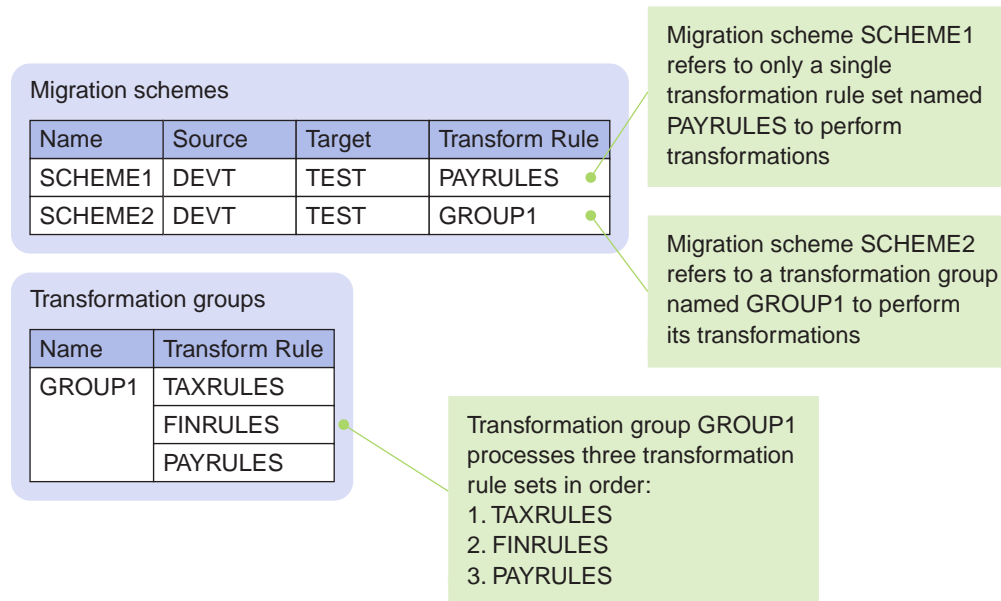 Migration schemes
Name Source Target Transform Rule
SCHEME1 DEVT TEST PAYRULES
SCHEME2 DEVT TEST GROUP1
Migration scheme SCHEME1
refers to only a single
transformation rule set named
PAYRULES to perform
transformations
Migration scheme SCHEME2
refers to a transformation group
named GROUP1 to perform
its transformations
Transformation groups
Name Transform Rule
GROUP1 TAXRULES
FINRULES
PAYRULES
Transformation group GROUP1
processes three transformation
rule sets in order:
1. TAXRULES
2. FINRULES
3. PAYRULES